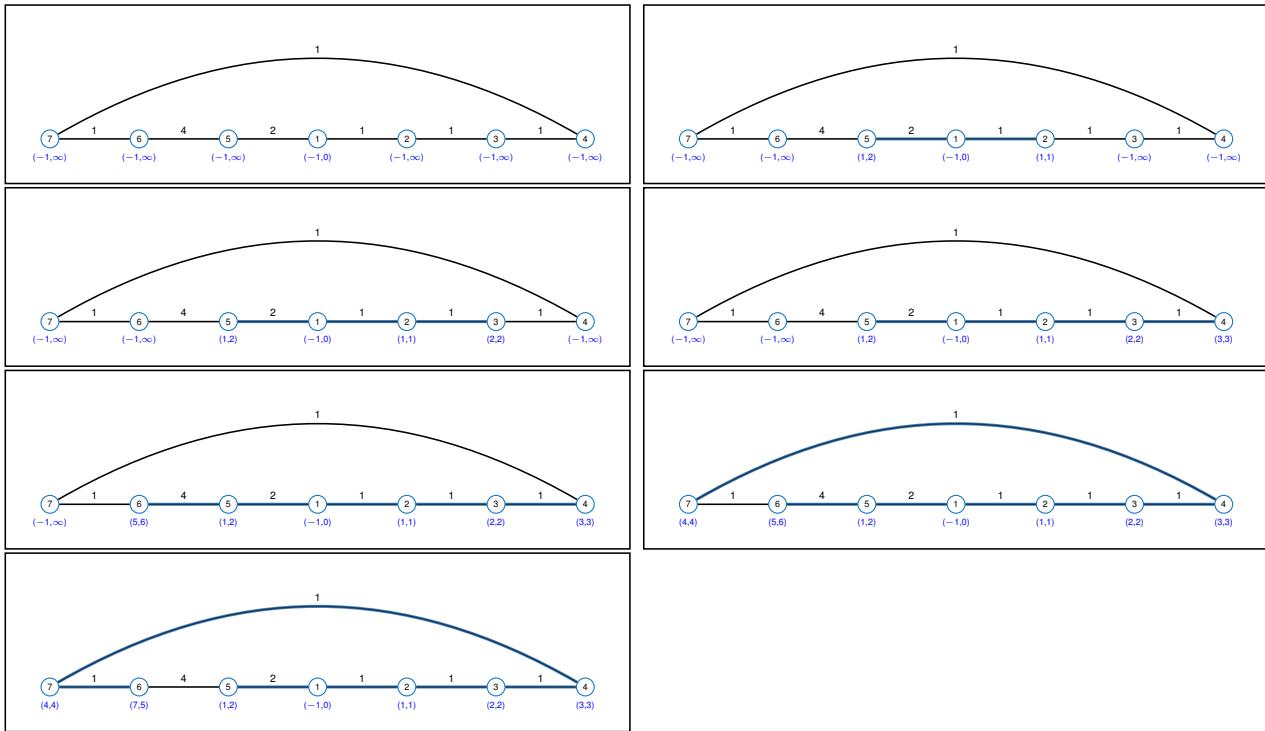 1
1 4 2 1 1 1
7 6 5 1 2 3 4
(−1,∞) (−1,∞) (−1,∞) (−1,0) (−1,∞) (−1,∞) (−1,∞)
1
1 4 2 1 1 1
7 6 5 1 2 3 4
(−1,∞) (−1,∞) (1,2) (−1,0) (1,1) (−1,∞) (−1,∞)
1
1 4 2 1 1 1
7 6 5 1 2 3 4
(−1,∞) (−1,∞) (1,2) (−1,0) (1,1) (2,2) (−1,∞)
1
1 4 2 1 1 1
7 6 5 1 2 3 4
(−1,∞) (−1,∞) (1,2) (−1,0) (1,1) (2,2) (3,3)
1
1 4 2 1 1 1
7 6 5 1 2 3 4
(−1,∞) (5,6) (1,2) (−1,0) (1,1) (2,2) (3,3)
1
1 4 2 1 1 1
7 6 5 1 2 3 4
(4,4) (5,6) (1,2) (−1,0) (1,1) (2,2) (3,3)
1
1 4 2 1 1 1
7 6 5 1 2 3 4
(4,4) (7,5) (1,2) (−1,0) (1,1) (2,2) (3,3)